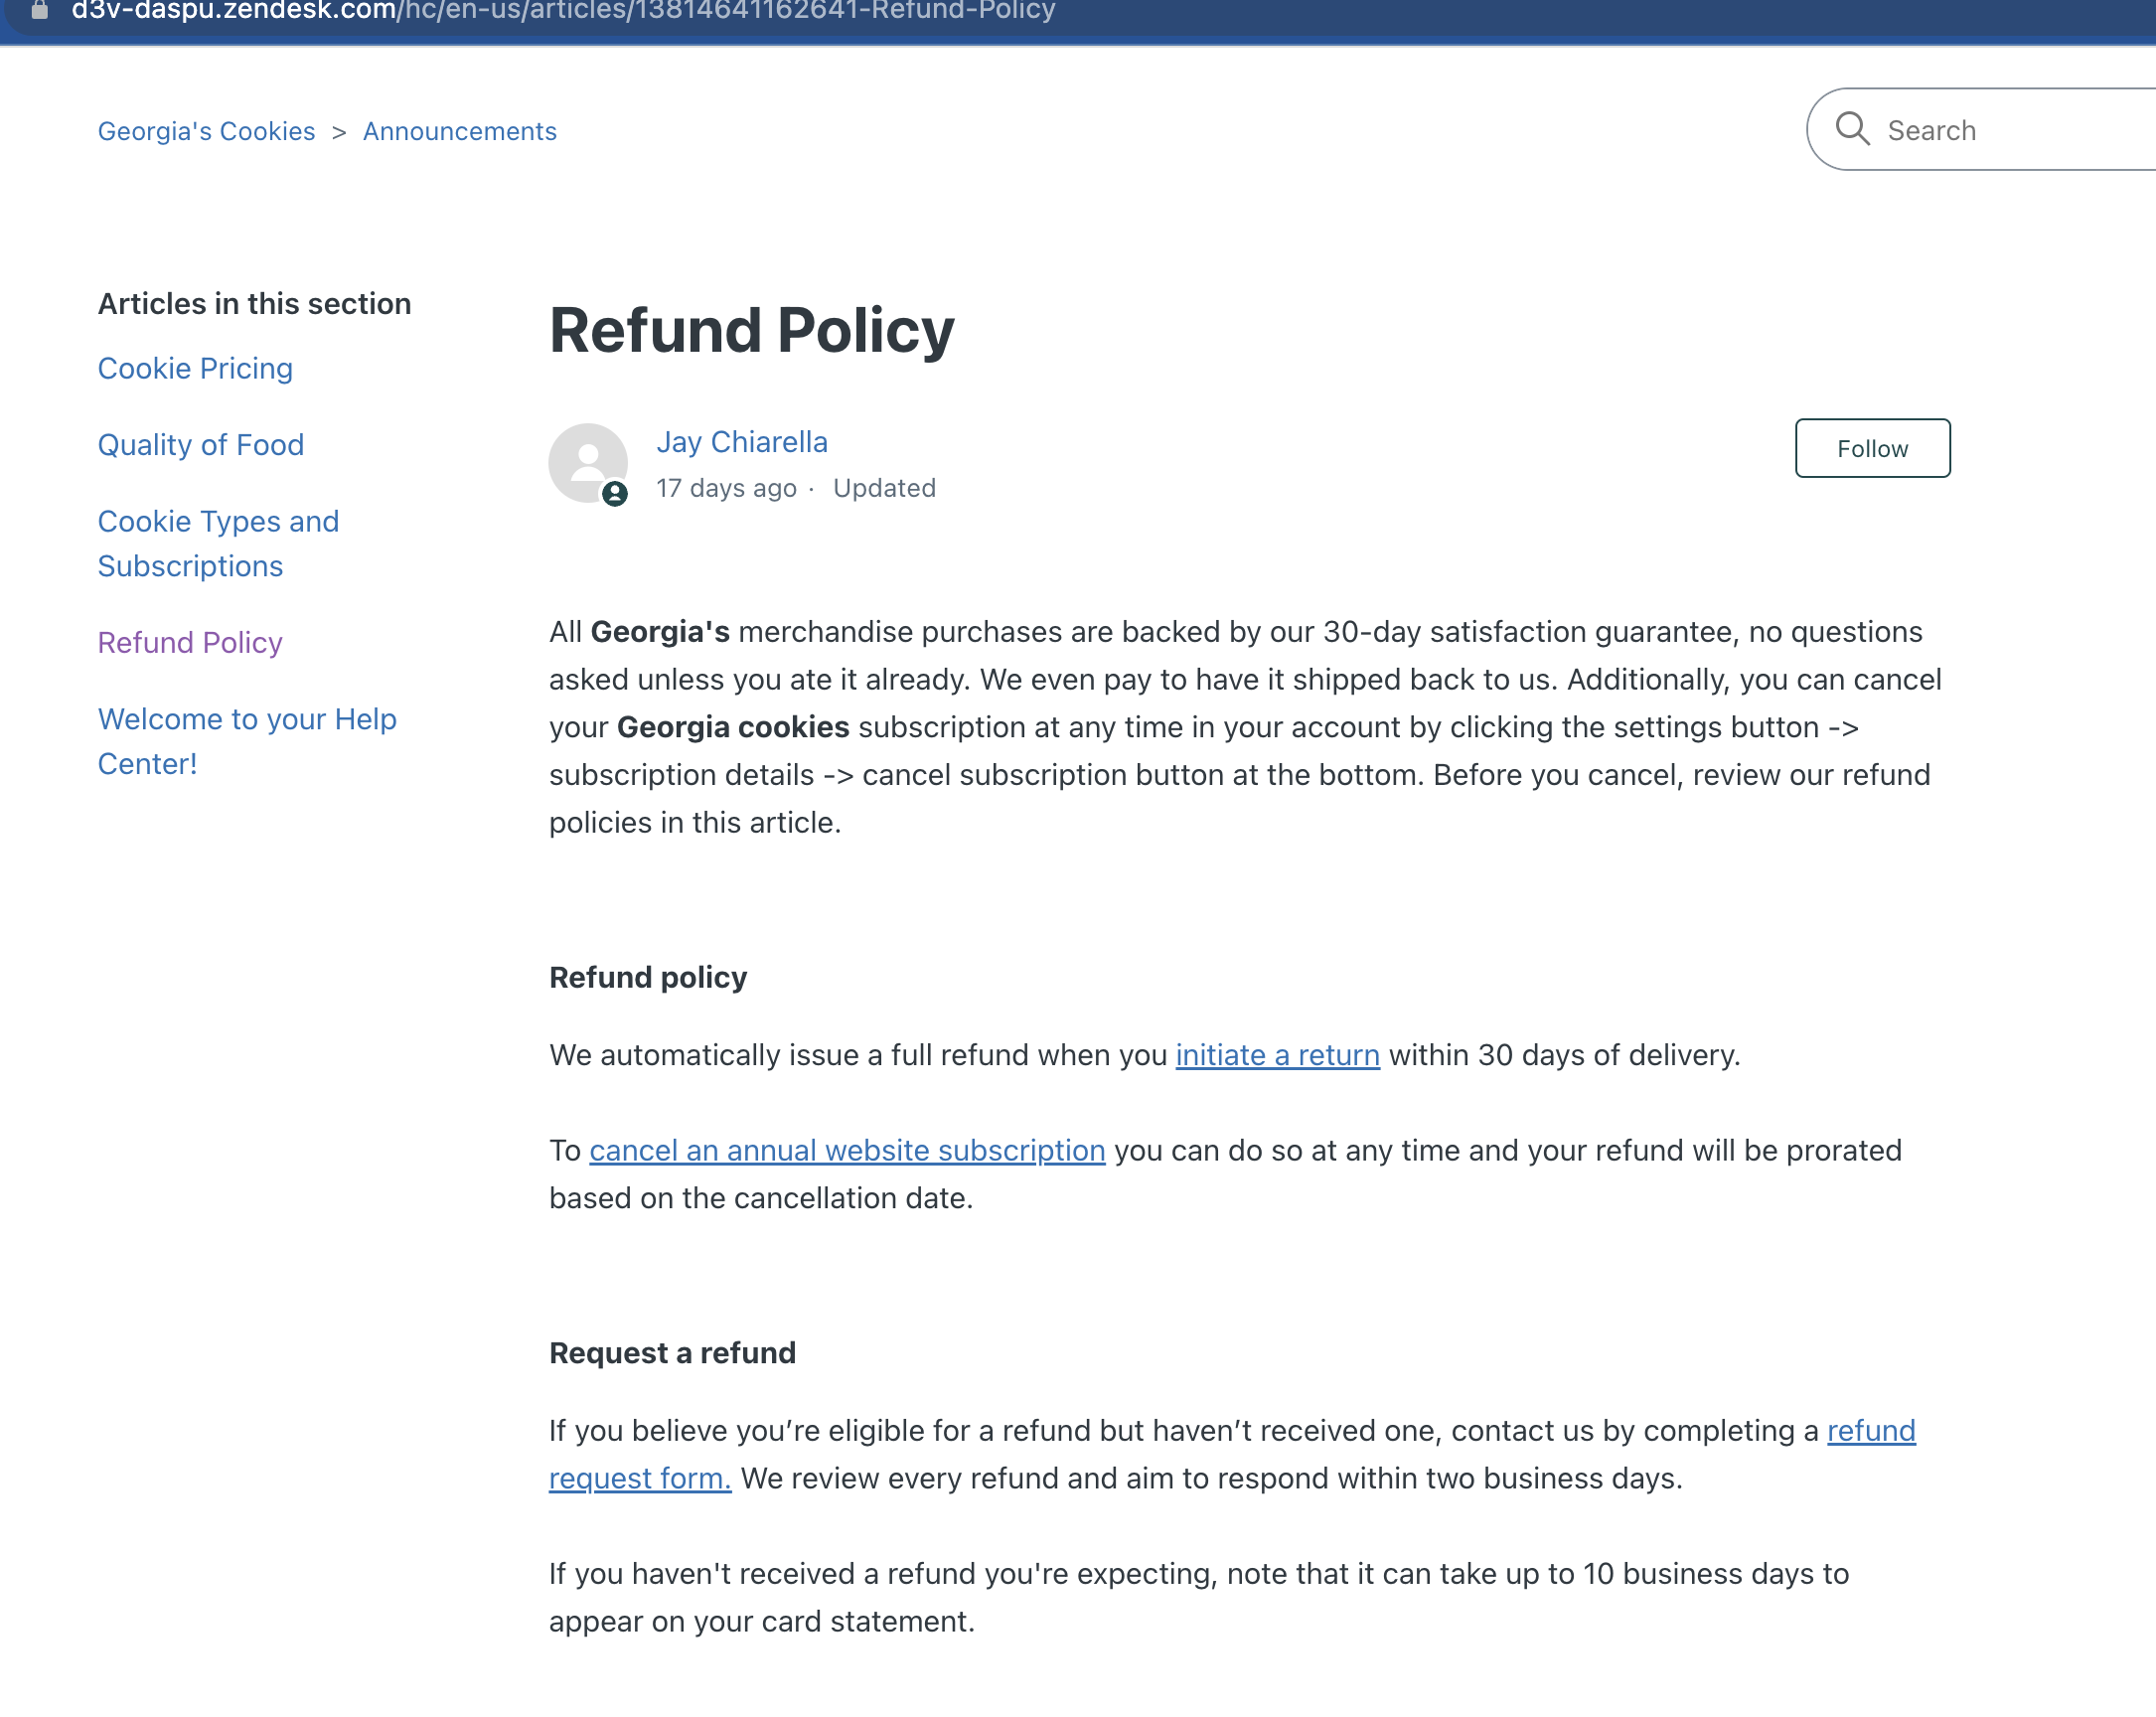 d3v-daspu.zendesk.com/hc/en-us/articles/13814641162641-Refund-Policy
Georgia's Cookies > Announcements
Search
Articles in this section
Cookie Pricing
Quality of Food
Cookie Types and
Subscriptions
Refund Policy
Welcome to your Help
Center!
Refund Policy
Jay Chiarella
17 days ago · Updated
Follow
All Georgia's merchandise purchases are backed by our 30-day satisfaction guarantee, no questions
asked unless you ate it already. We even pay to have it shipped back to us. Additionally, you can cancel
your Georgia cookies subscription at any time in your account by clicking the settings button ->
subscription details -> cancel subscription button at the bottom. Before you cancel, review our refund
policies in this article.
Refund policy
We automatically issue a full refund when you initiate a return within 30 days of delivery.
To cancel an annual website subscription you can do so at any time and your refund will be prorated
based on the cancellation date.
Request a refund
If you believe you’re eligible for a refund but haven’t received one, contact us by completing a refund
request form. We review every refund and aim to respond within two business days.
If you haven't received a refund you're expecting, note that it can take up to 10 business days to
appear on your card statement.